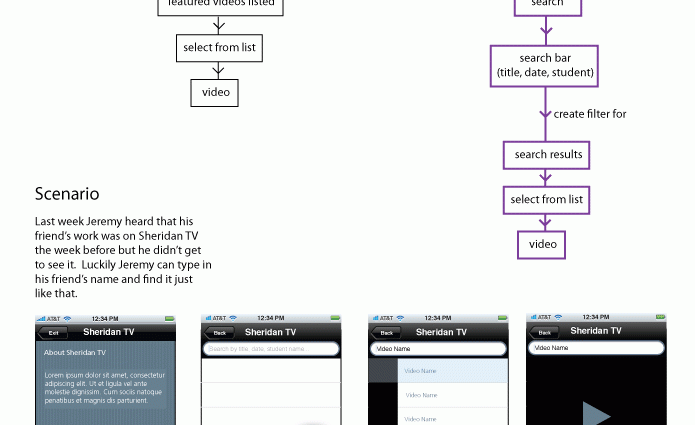 featured videos listed
select from list
video
search
search bar
(title, date, student)
create filter for
search results
select from list
video
Scenario
Last week Jeremy heard that his
friend's work was on Sheridan TV
the week before but he didn't get
to see it.  Luckily Jeremy can type in
his friend's name and find it just
like that.
AT&T 12:34 PM
Exit Sheridan TV
About Sheridan TV
Lorem ipsum dolor sit amet, consectetur
adipiscing elit. Ut et ligula vel ante
molestie dignissim. Cum sociis natoque
penatibus et magnis dis parturient.
AT&T 12:34 PM
Back Sheridan TV
Search by title, date, student name...
AT&T 12:34 PM
Back Sheridan TV
Video Name
Video Name
Video Name
Video Name
AT&T 12:34 PM
Back Sheridan TV
Video Name